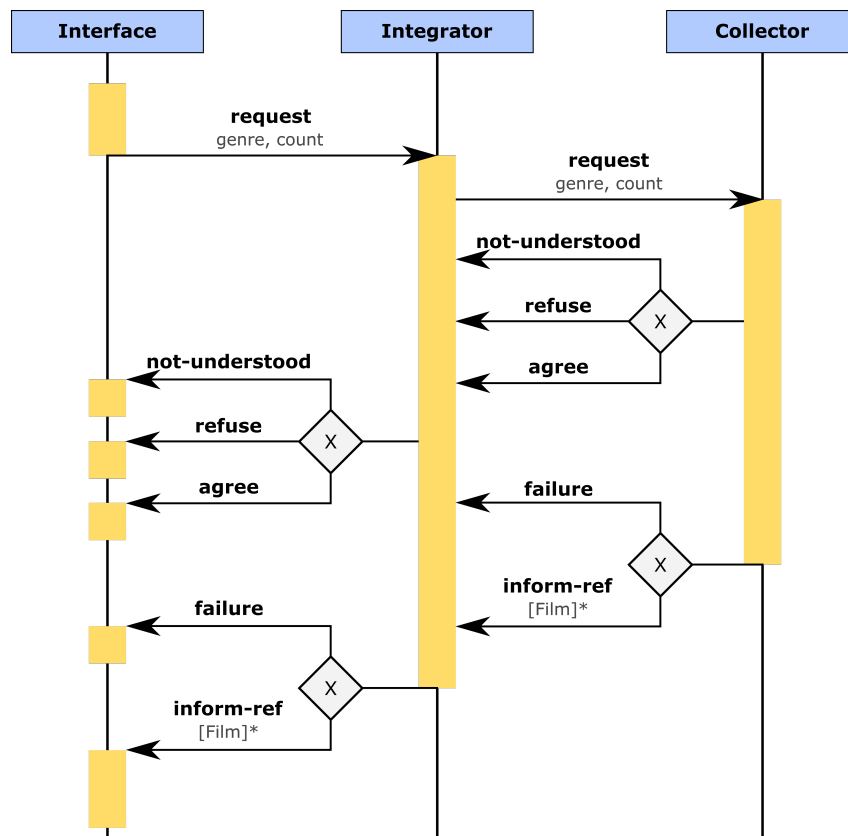 Interface
Integrator
Collector
request
genre, count
request
genre, count
not-understood
refuse
X
agree
not-understood
refuse
X
agree
failure
X
inform-ref
[Film]*
failure
X
inform-ref
[Film]*